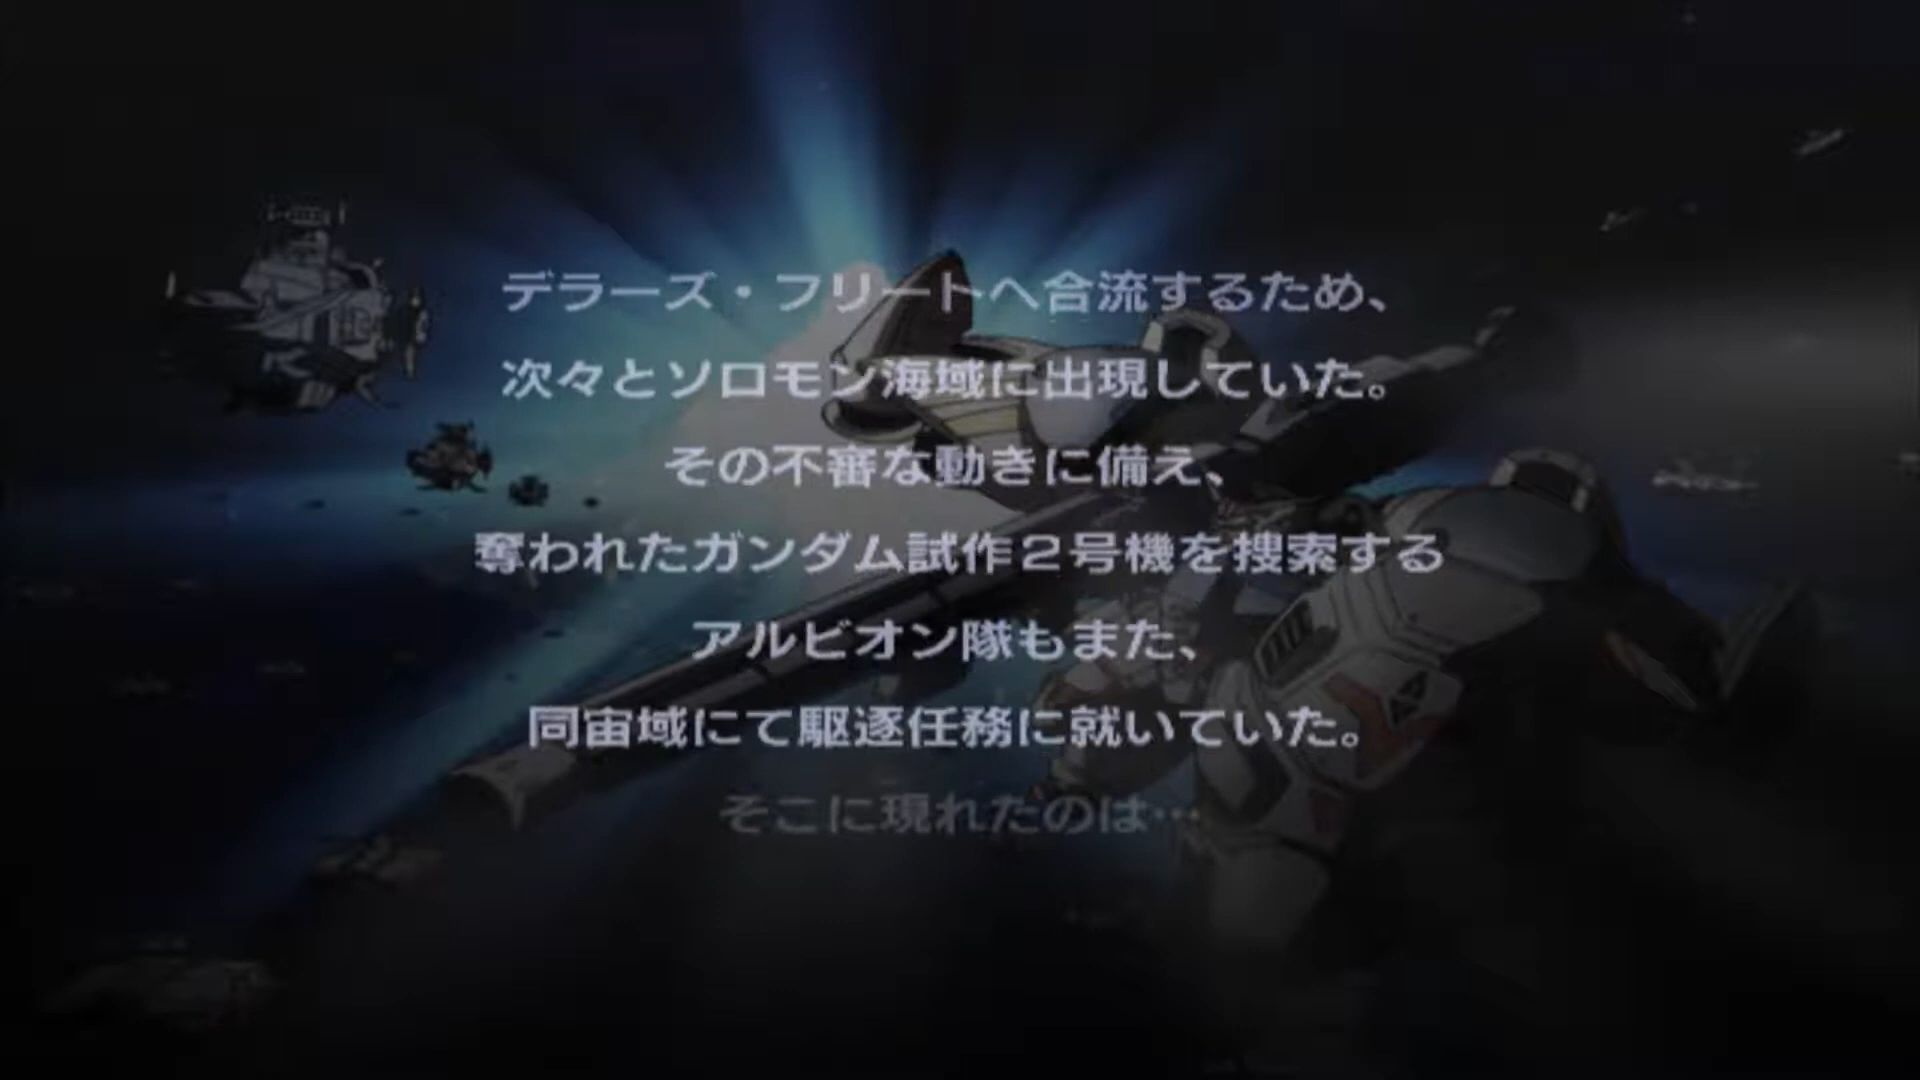 デラーズ・フリートへ合流するため、
次々とソロモン海域に出現していた。
その不審な動きに備え、
奪われたガンダム試作２号機を捜索する
アルビオン隊もまた、
同宙域にて駆逐任務に就いていた。
そこに現れたのは…